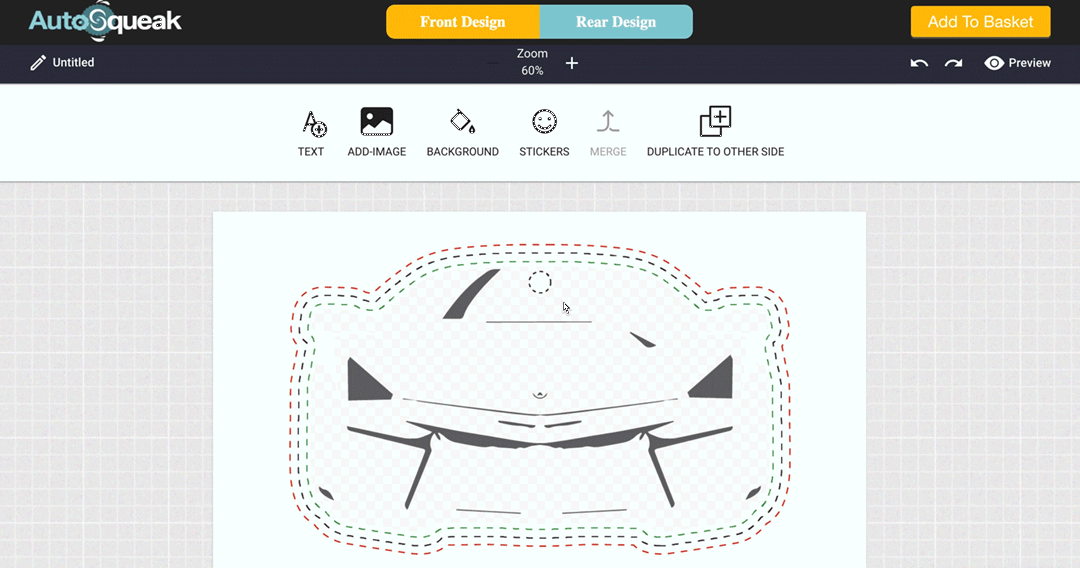 AutoSqueak
Front Design
Rear Design
Add To Basket
Untitled
Zoom
60%
Preview
TEXT
ADD-IMAGE
BACKGROUND
STICKERS
MERGE
DUPLICATE TO OTHER SIDE